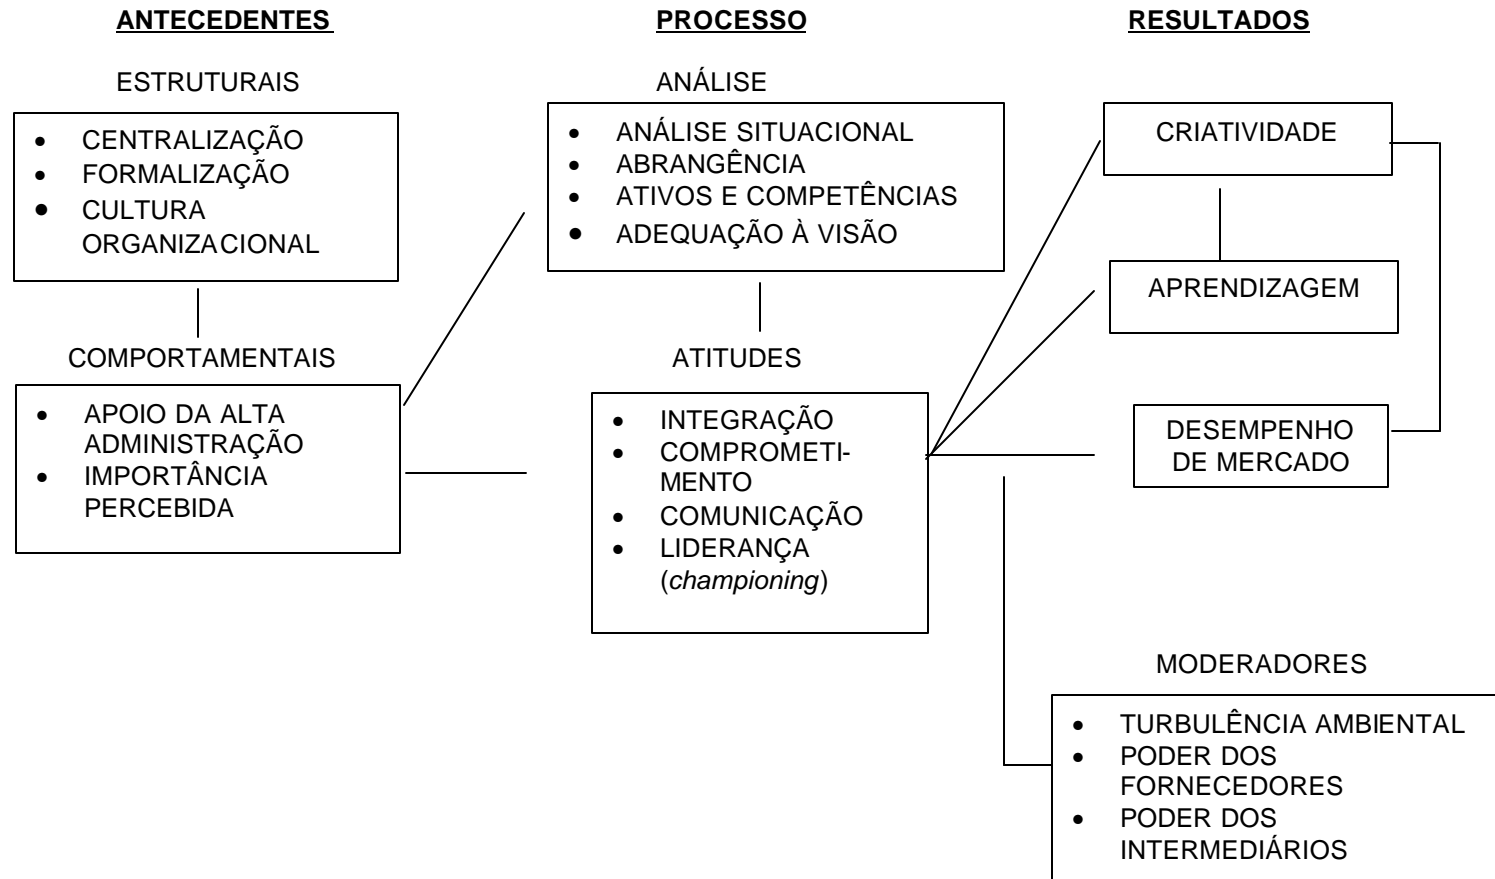 ANTECEDENTES
ESTRUTURAIS
• CENTRALIZAÇÃO
• FORMALIZAÇÃO
• CULTURA
ORGANIZACIONAL
COMPORTAMENTAIS
• APOIO DA ALTA
ADMINISTRAÇÃO
• IMPORTÂNCIA
PERCEBIDA
PROCESSO
ANÁLISE
• ANÁLISE SITUACIONAL
• ABRANGÊNCIA
• ATIVOS E COMPETÊNCIAS
• ADEQUAÇÃO À VISÃO
ATITUDES
• INTEGRAÇÃO
• COMPROMETI-
MENTO
• COMUNICAÇÃO
• LIDERANÇA
(championing)
RESULTADOS
CRIATIVIDADE
APRENDIZAGEM
DESEMPENHO
DE MERCADO
MODERADORES
• TURBULÊNCIA AMBIENTAL
• PODER DOS
FORNECEDORES
• PODER DOS
INTERMEDIÁRIOS